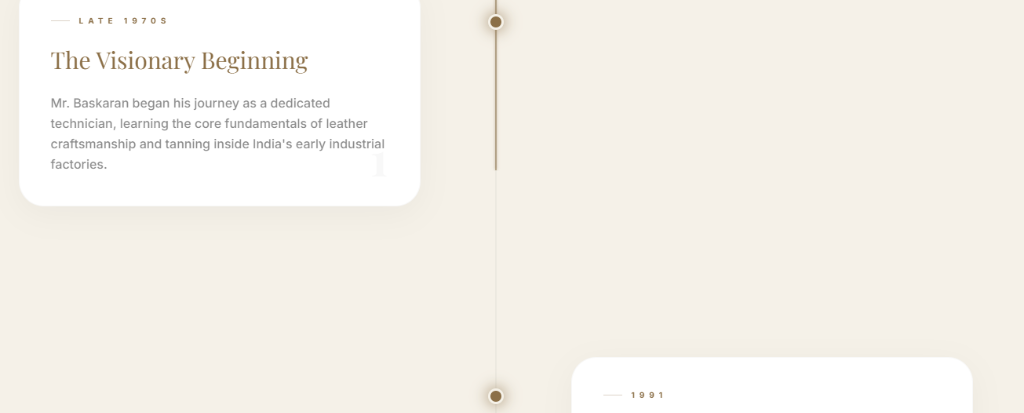 LATE 1970S
The Visionary Beginning
Mr. Baskaran began his journey as a dedicated
technician, learning the core fundamentals of leather
craftsmanship and tanning inside India's early industrial
factories.
1
1991